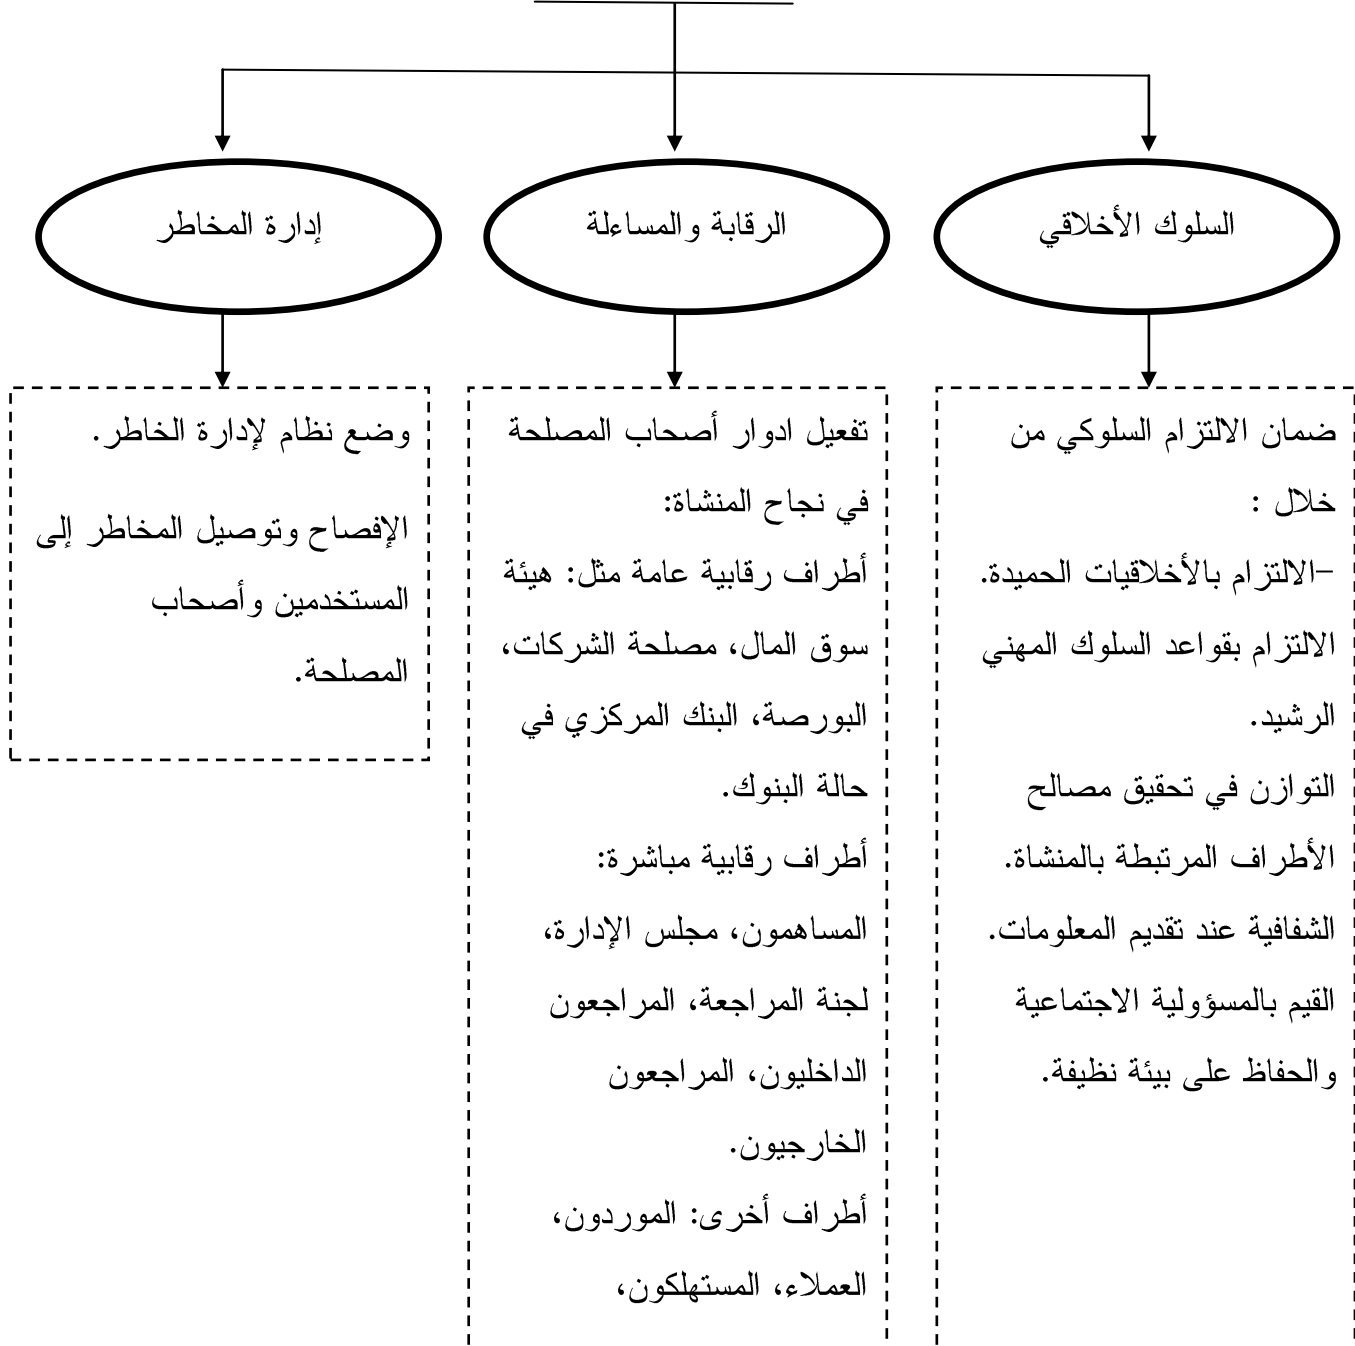 السلوك الأخلاقي
الرقابة والمساءلة
إدارة المخاطر
ضمان الالتزام السلوكي من
خلال :
-الالتزام بالأخلاقيات الحميدة.
الالتزام بقواعد السلوك المهني
الرشيد.
التوازن في تحقيق مصالح
الأطراف المرتبطة بالمنشاة.
الشفافية عند تقديم المعلومات.
القيم بالمسؤولية الاجتماعية
والحفاظ على بيئة نظيفة.
تفعيل ادوار أصحاب المصلحة
في نجاح المنشاة:
أطراف رقابية عامة مثل: هيئة
سوق المال، مصلحة الشركات،
البورصة، البنك المركزي في
حالة البنوك.
أطراف رقابية مباشرة:
المساهمون، مجلس الإدارة،
لجنة المراجعة، المراجعون
الداخليون، المراجعون
الخارجيون.
أطراف أخرى: الموردون،
العملاء، المستهلكون،
وضع نظام لإدارة الخاطر.
الإفصاح وتوصيل المخاطر إلى
المستخدمين وأصحاب
المصلحة.